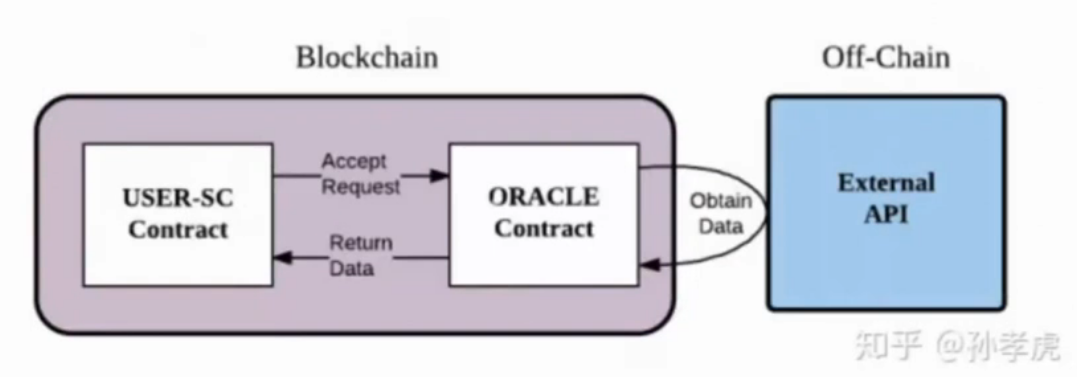 Blockchain
Off-Chain
USER-SC
Contract
Accept
Request
Return
Data
ORACLE
Contract
Obtain
Data
External
API
知乎 @孙孝虎